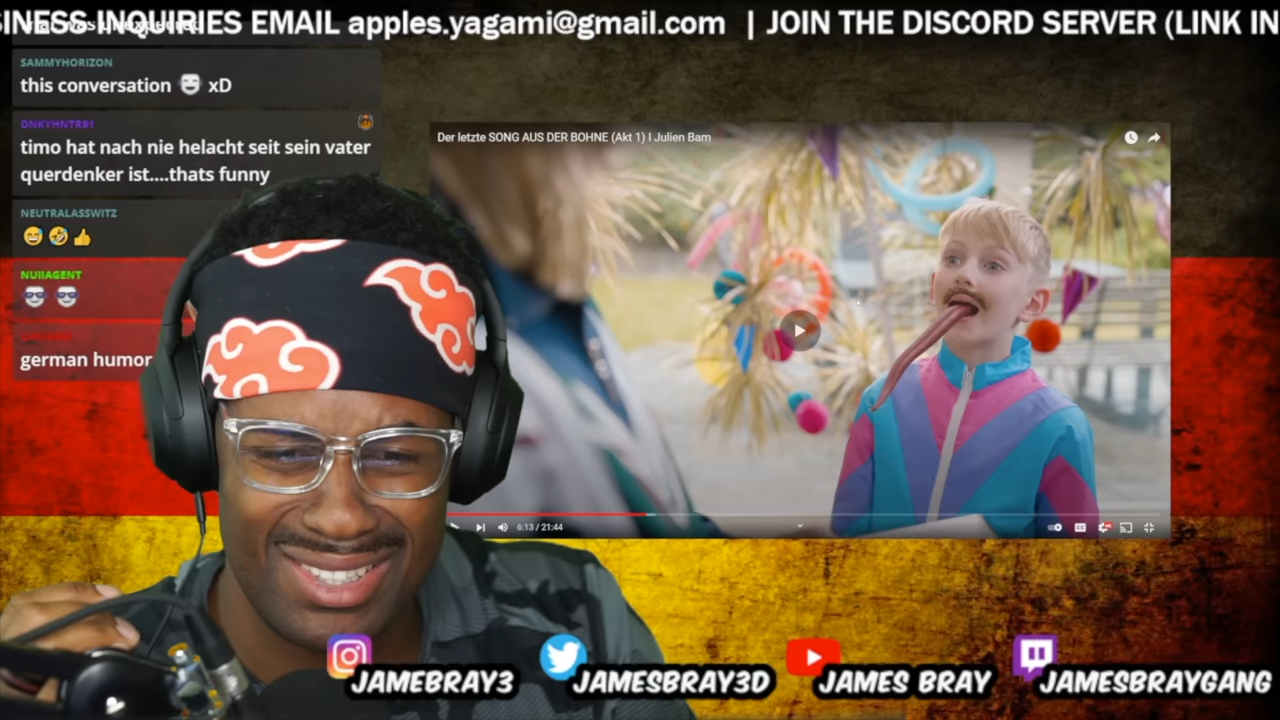 SINESS INQUIRIES EMAIL apples.yagami@gmail.com | JOIN THE DISCORD SERVER (LINK IN
SAMMYHORIZON
this conversation xD
DNKYHNTR91
timo hat nach nie helacht seit sein vater
querdenker ist....thats funny
NEUTRALASSWITZ
NUIIAGENT
german humor
Der letzte SONG AUS DER BOHNE (Akt 1) I Julien Bam
6:13 / 21:44
JAMEBRAY3
JAMESBRAY3D
JAMES BRAY
JAMESBRAYGANG